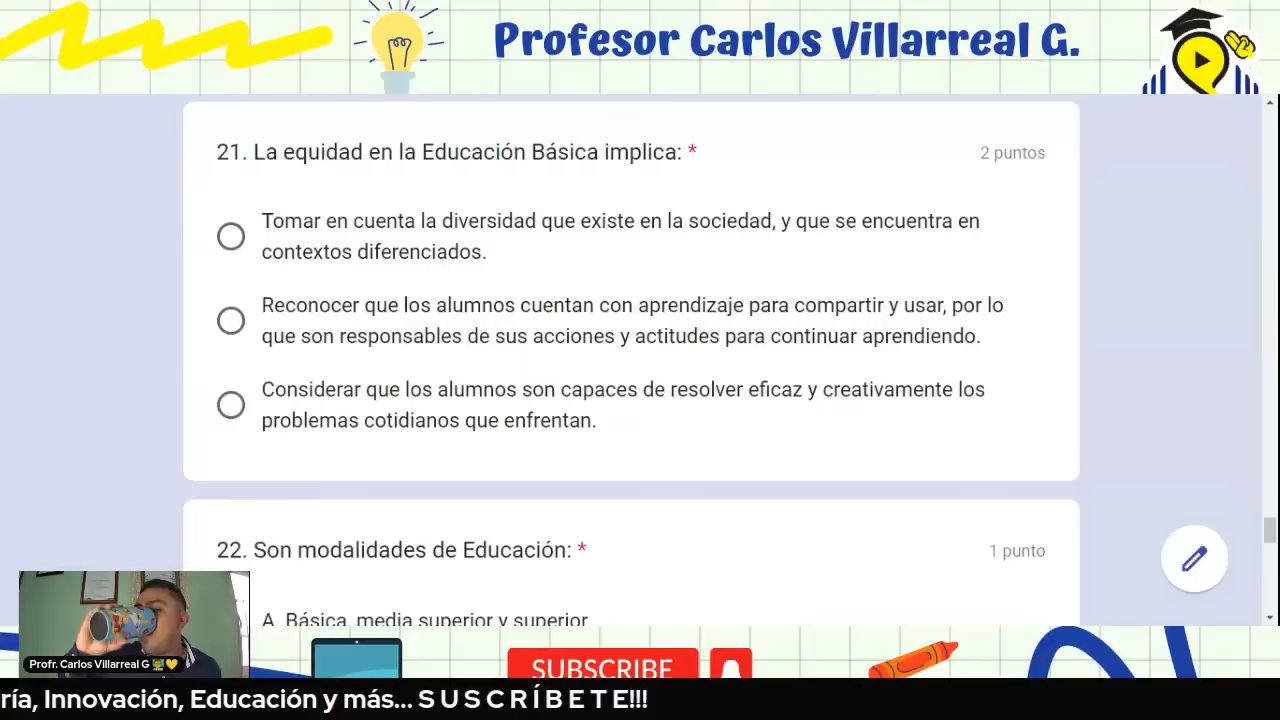 Profesor Carlos Villarreal G.
21. La equidad en la Educación Básica implica: *
2 puntos
Tomar en cuenta la diversidad que existe en la sociedad, y que se encuentra en
contextos diferenciados.
Reconocer que los alumnos cuentan con aprendizaje para compartir y usar, por lo
que son responsables de sus acciones y actitudes para continuar aprendiendo.
Considerar que los alumnos son capaces de resolver eficaz y creativamente los
problemas cotidianos que enfrentan.
22. Son modalidades de Educación: *
1 punto
A. Básica, media superior y superior
Profr. Carlos Villarreal G
SUBSCRIBE
ría, Innovación, Educación y más... S U S C R Í B E T E!!!